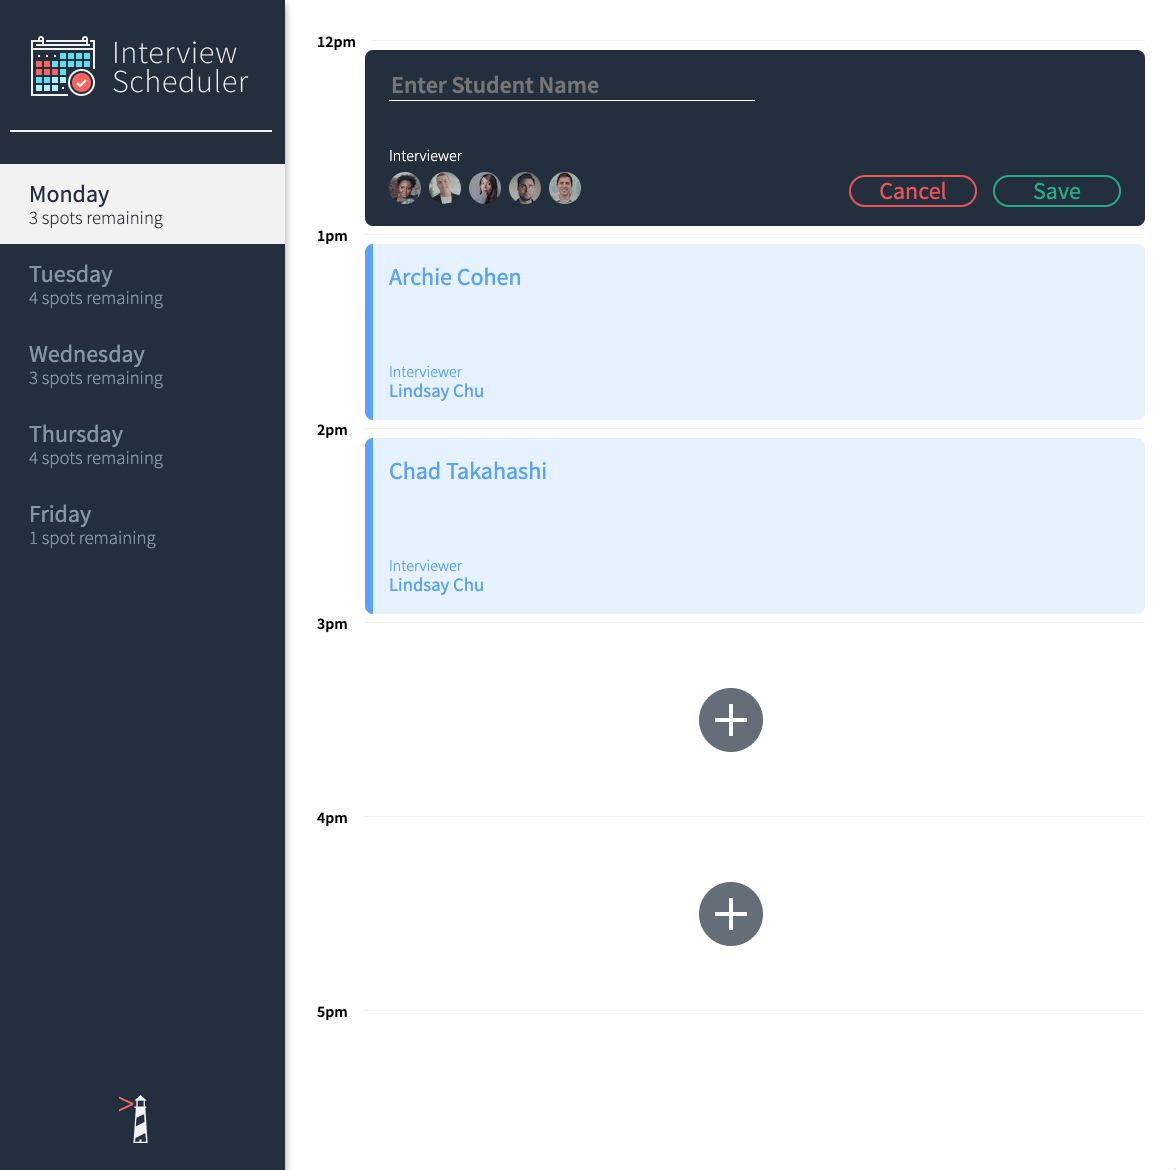 Interview
Scheduler
Monday
3 spots remaining
Tuesday
4 spots remaining
Wednesday
3 spots remaining
Thursday
4 spots remaining
Friday
1 spot remaining
12pm
Enter Student Name
Interviewer
Cancel
Save
1pm
Archie Cohen
Interviewer
Lindsay Chu
2pm
Chad Takahashi
Interviewer
Lindsay Chu
3pm
4pm
5pm